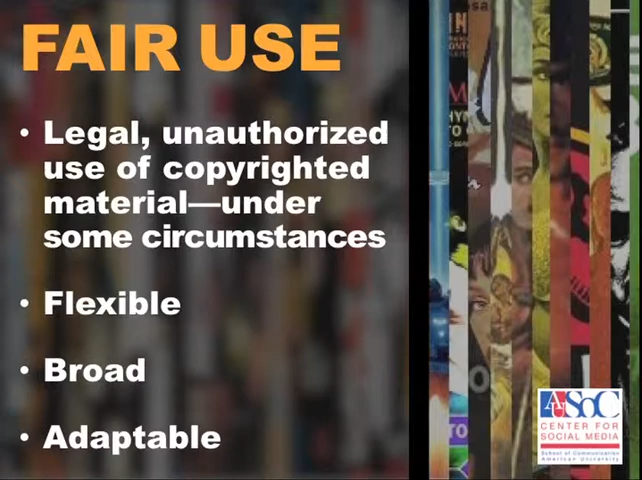 FAIR USE
• Legal, unauthorized
use of copyrighted
material—under
some circumstances
• Flexible
• Broad
• Adaptable
AUSOC
CENTER FOR
SOCIAL MEDIA
School of Communication
American University